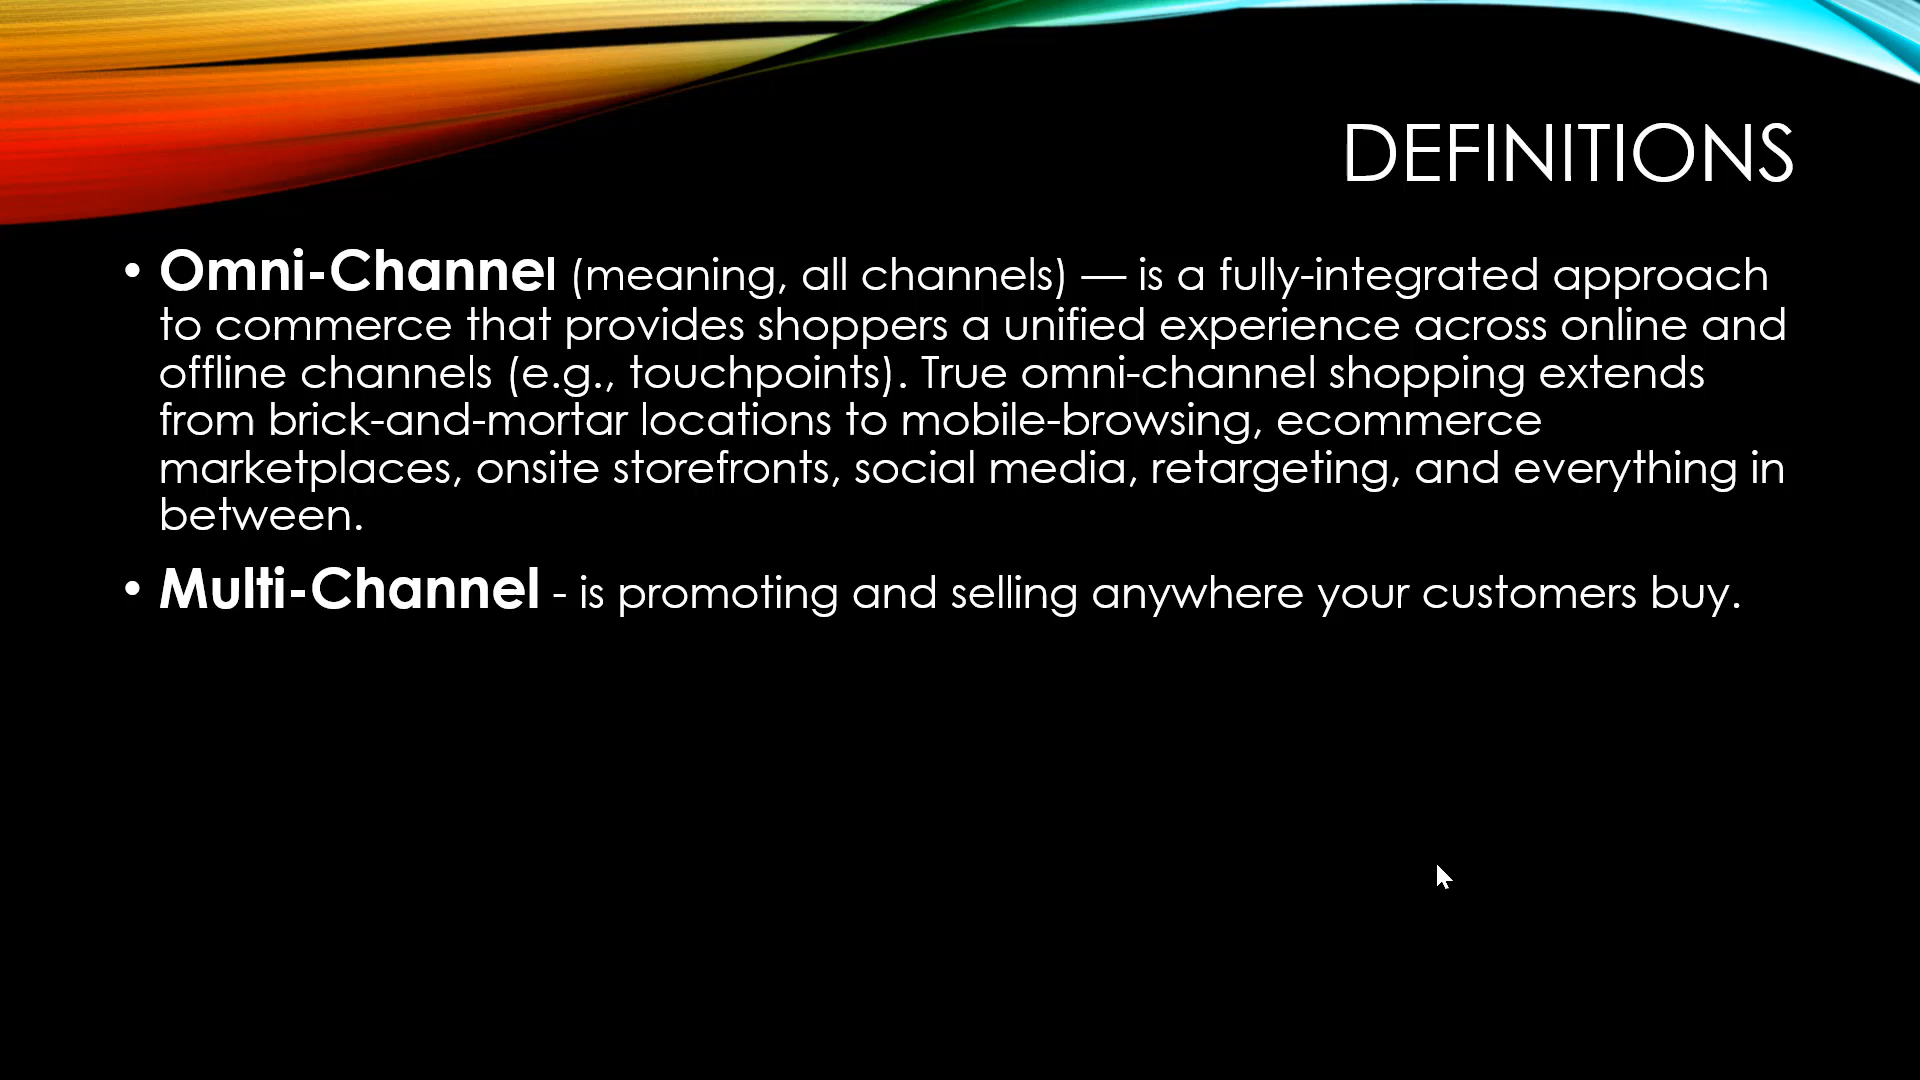 DEFINITIONS
• Omni-Channel (meaning, all channels) — is a fully-integrated approach
to commerce that provides shoppers a unified experience across online and
offline channels (e.g., touchpoints). True omni-channel shopping extends
from brick-and-mortar locations to mobile-browsing, ecommerce
marketplaces, onsite storefronts, social media, retargeting, and everything in
between.
• Multi-Channel - is promoting and selling anywhere your customers buy.